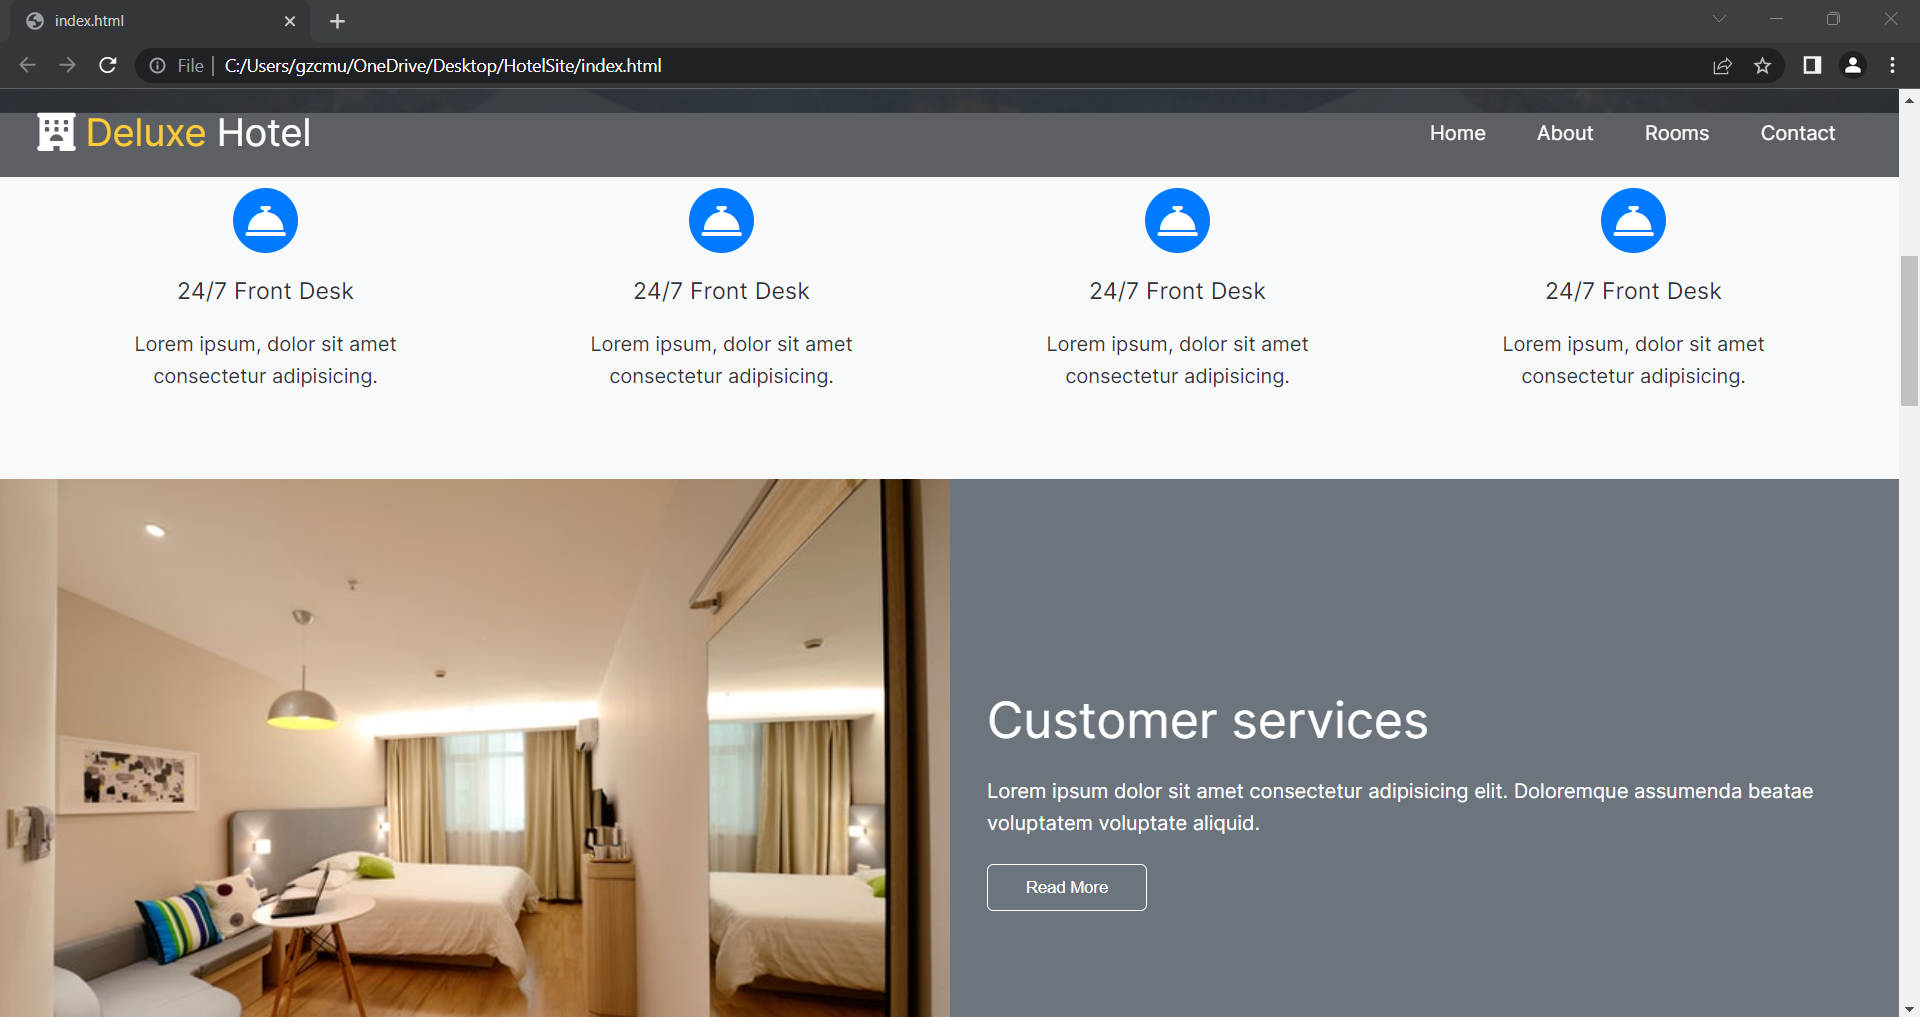 index.html
File
C:/Users/gzcmu/OneDrive/Desktop/HotelSite/index.html
Deluxe Hotel
Home About Rooms Contact
24/7 Front Desk
Lorem ipsum, dolor sit amet
consectetur adipisicing.
24/7 Front Desk
Lorem ipsum, dolor sit amet
consectetur adipisicing.
24/7 Front Desk
Lorem ipsum, dolor sit amet
consectetur adipisicing.
24/7 Front Desk
Lorem ipsum, dolor sit amet
consectetur adipisicing.
Customer services
Lorem ipsum dolor sit amet consectetur adipisicing elit. Doloremque assumenda beatae
voluptatem voluptate aliquid.
Read More